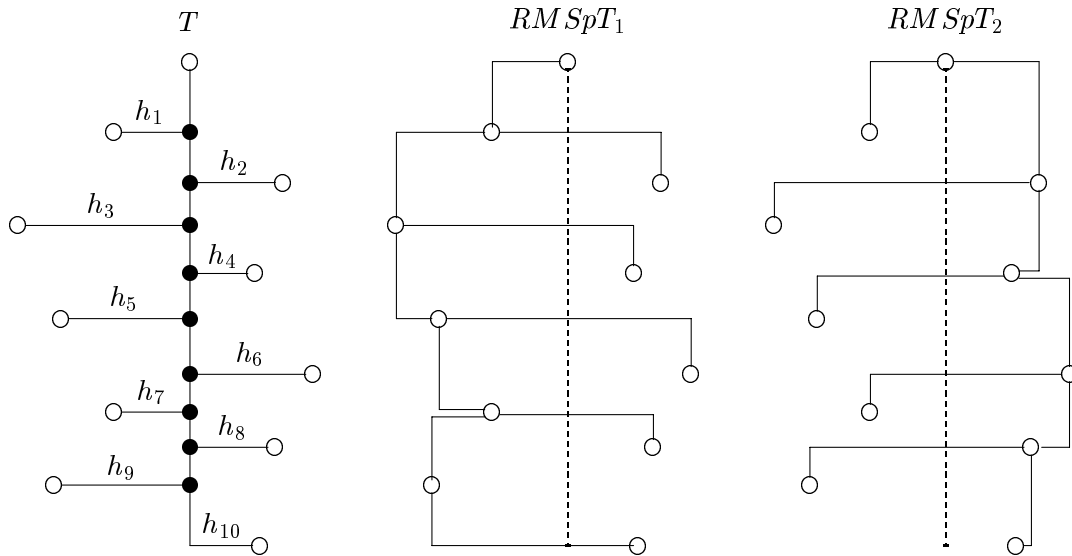 T RMSpT₁ RMSpT₂
h₁
h₂
h₃
h₄
h₅
h₆
h₇
h₈
h₉
h₁₀